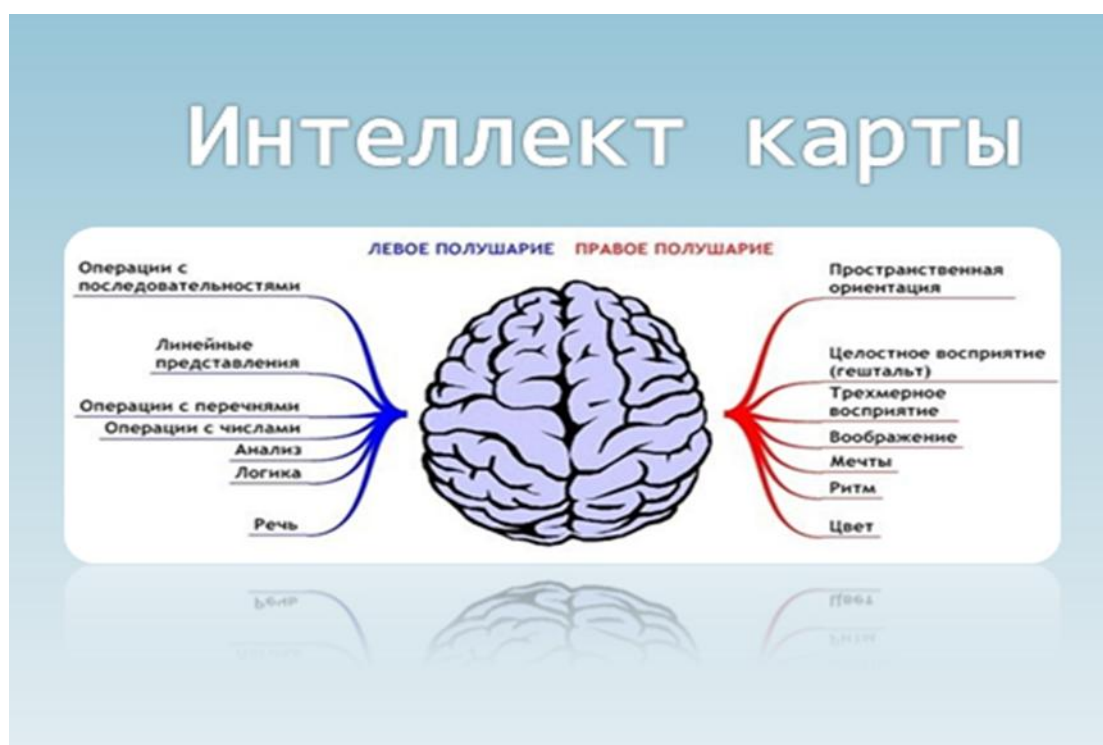 Интеллект карты
ЛЕВОЕ ПОЛУШАРИЕ ПРАВОЕ ПОЛУШАРИЕ
Операции с
последовательностями
Линейные
представления
Операции с перечнями
Операции с числами
Анализ
Логика
Речь
Пространственная
ориентация
Целостное восприятие
(гештальт)
Трехмерное
восприятие
Воображение
Мечты
Ритм
Цвет